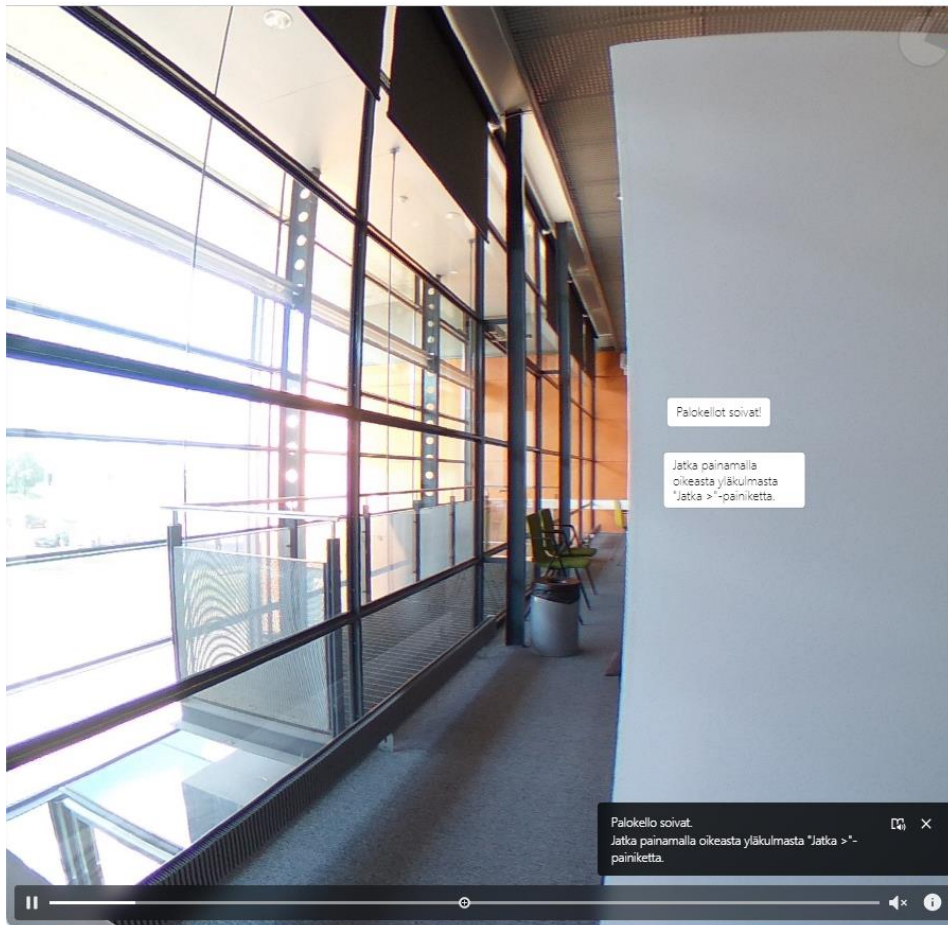 Palokellot soivat!
Jatka painamalla
oikeasta yläkulmasta
"Jatka >"-painiketta.
Palokello soivat.
Jatka painamalla oikeasta yläkulmasta "Jatka >"-
painiketta.